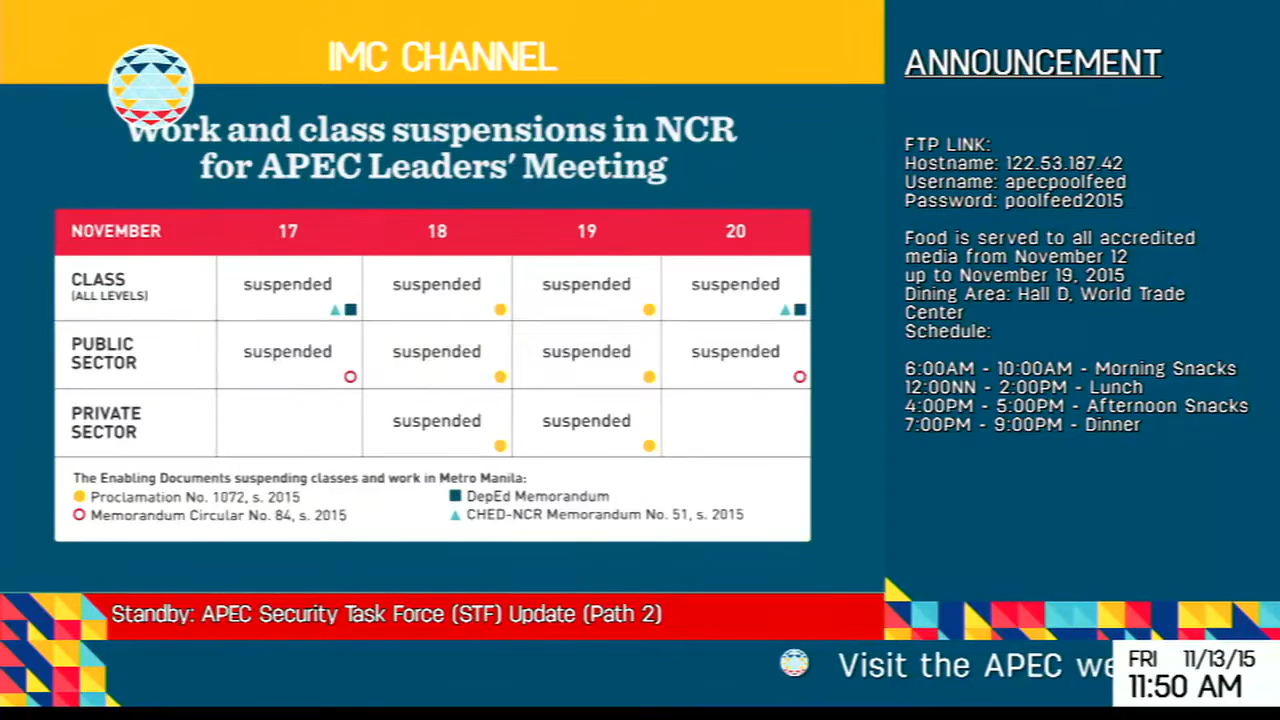 IMC CHANNEL
Work and class suspensions in NCR
for APEC Leaders' Meeting
NOVEMBER 17 18 19 20
CLASS
(ALL LEVELS)
suspended suspended suspended suspended
PUBLIC
SECTOR
suspended suspended suspended suspended
PRIVATE
SECTOR
suspended suspended
The Enabling Documents suspending classes and work in Metro Manila:
Proclamation No. 1072, s. 2015
DepEd Memorandum
Memorandum Circular No. 84, s. 2015
CHED-NCR Memorandum No. 51, s. 2015
ANNOUNCEMENT
FTP LINK:
Hostname: 122.53.187.42
Username: apecpoolfeed
Password: poolfeed2015
Food is served to all accredited
media from November 12
up to November 19, 2015
Dining Area: Hall D, World Trade
Center
Schedule:
6:00AM - 10:00AM - Morning Snacks
12:00NN - 2:00PM - Lunch
4:00PM - 5:00PM - Afternoon Snacks
7:00PM - 9:00PM - Dinner
Standby: APEC Security Task Force (STF) Update (Path 2)
Visit the APEC we
FRI 11/13/15
11:50 AM